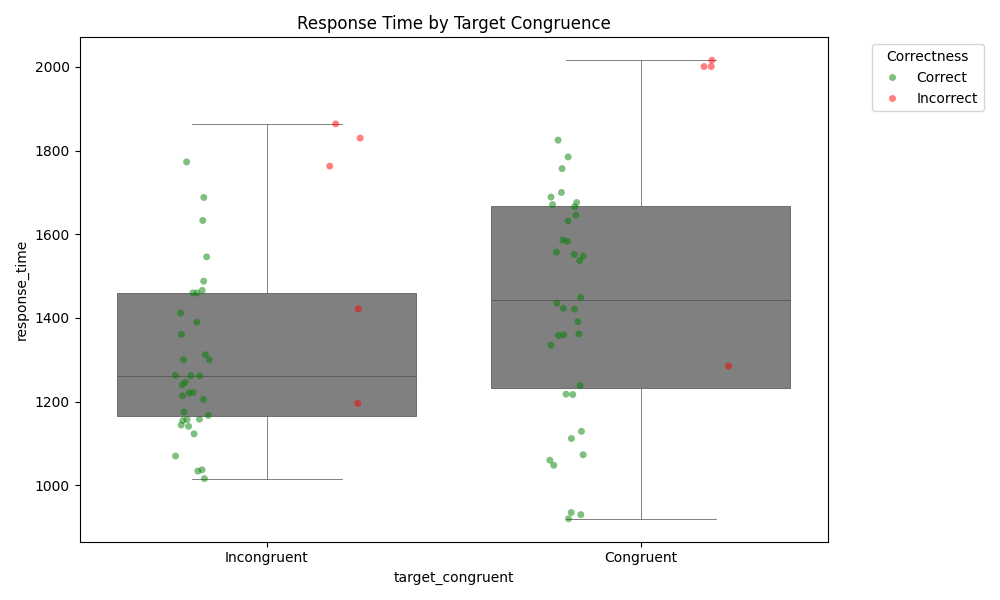 Response Time by Target Congruence
Correctness
Correct
Incorrect
2000
1800
1600
1400
1200
1000
response_time
Incongruent
Congruent
target_congruent